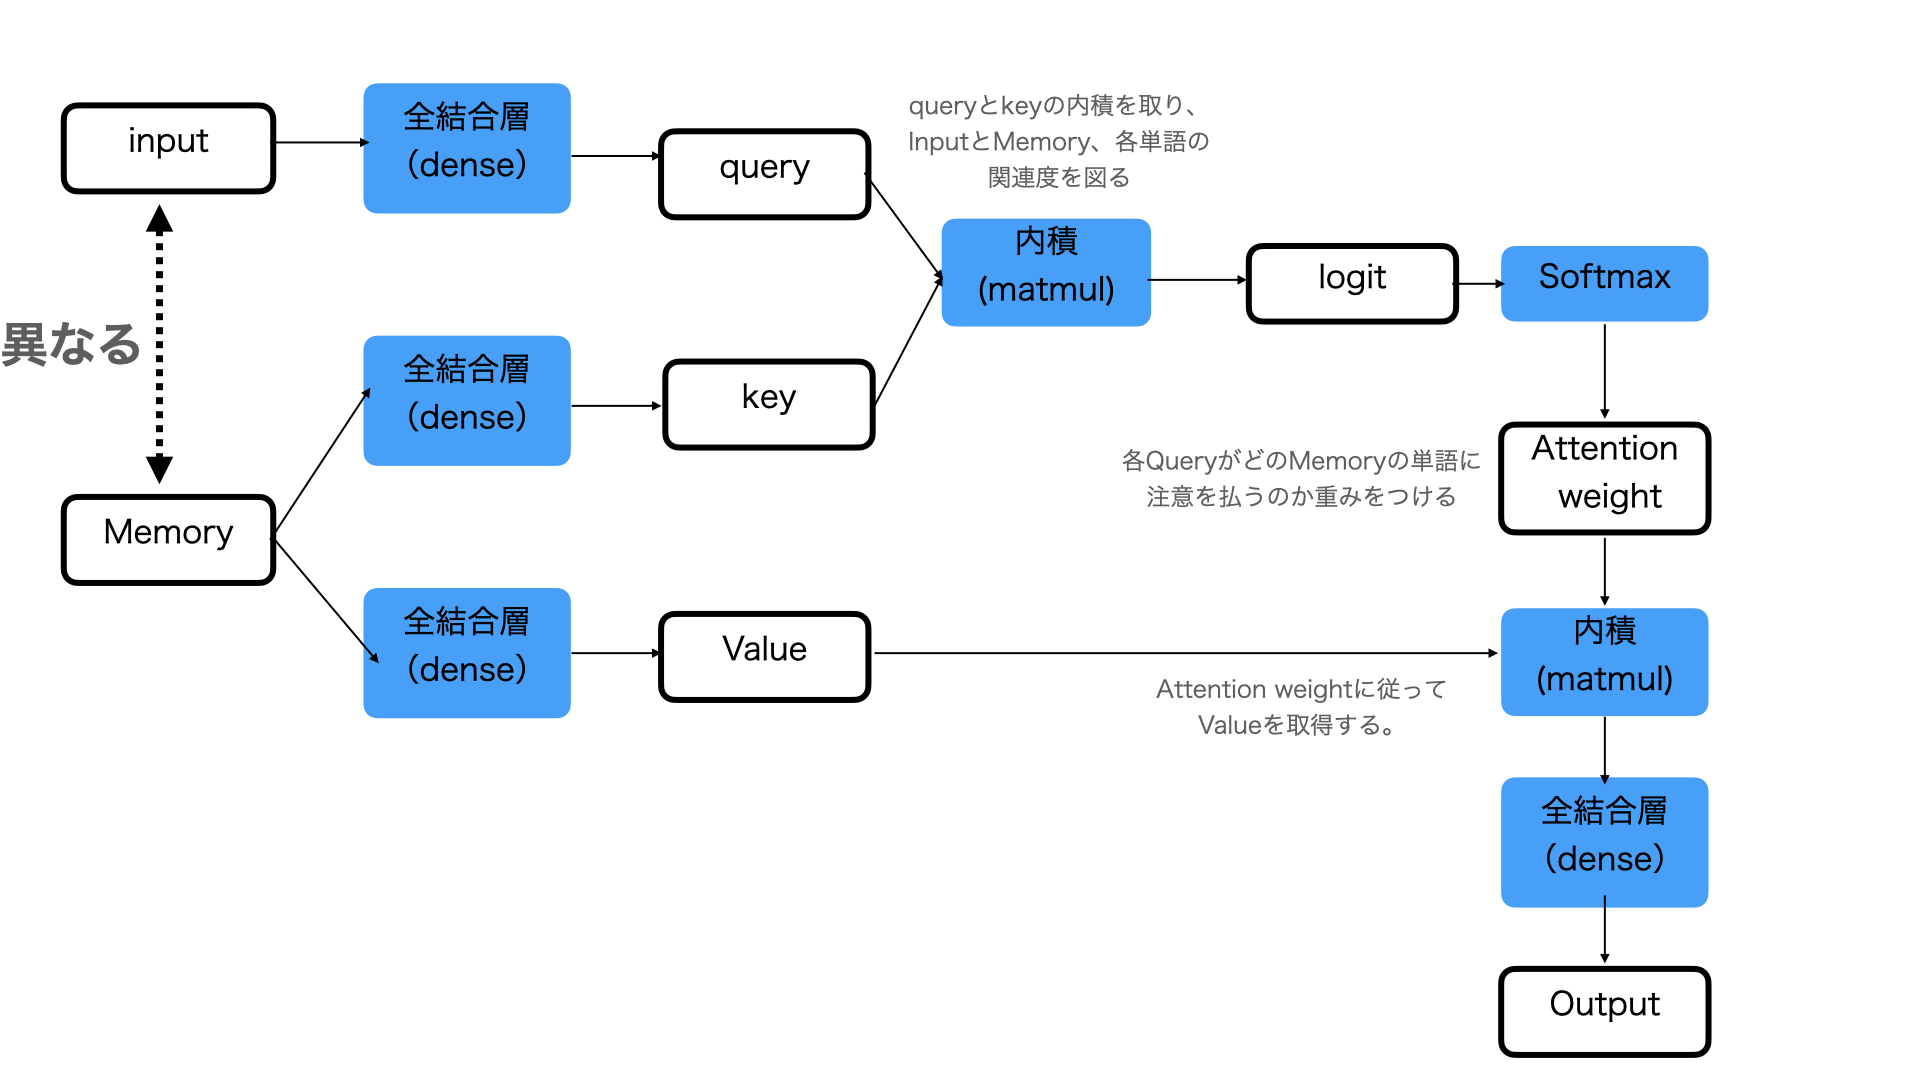 input
全結合層
（dense）
query
queryとkeyの内積を取り、
InputとMemory、各単語の
関連度を図る
内積
(matmul)
logit
Softmax
異なる
全結合層
（dense）
key
Attention
weight
各QueryがどのMemoryの単語に
注意を払うのか重みをつける
Memory
全結合層
（dense）
Value
内積
(matmul)
Attention weightに従って
Valueを取得する。
全結合層
（dense）
Output